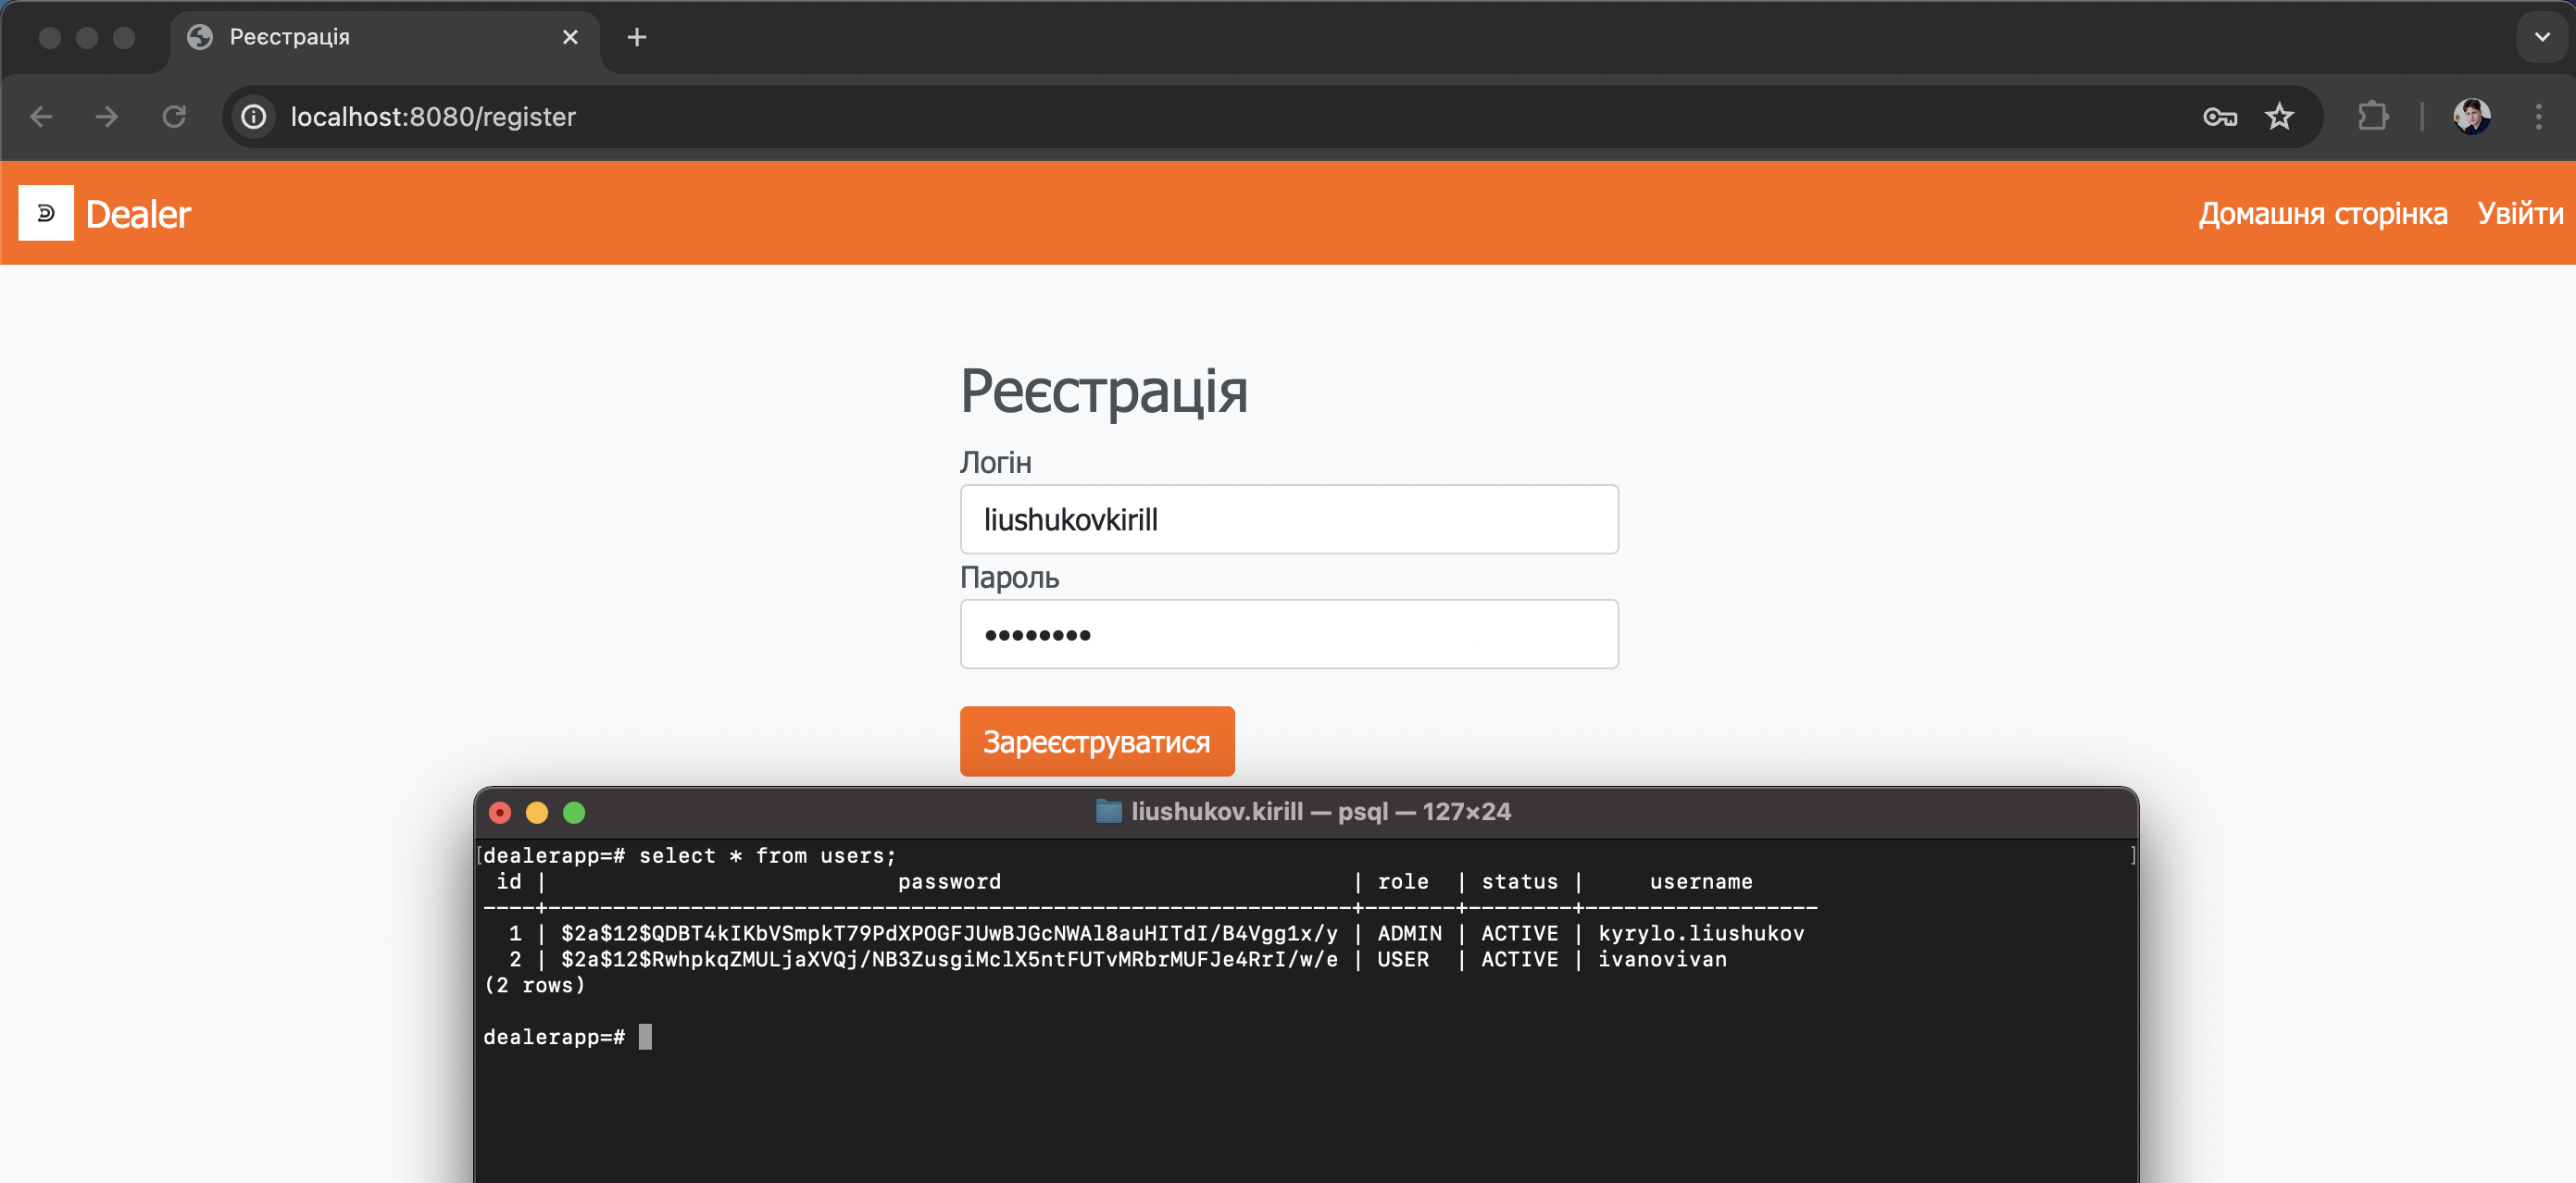 Реєстрація
localhost:8080/register
Dealer
Домашня сторінка Увійти
Реєстрація
Логін
liushukovkirill
Пароль
••••••••
Зареєструватися
liushukov.kirill — psql — 127×24
[dealerapp=# select * from users; ]
 id |                           password                           | role  | status |     username
----+--------------------------------------------------------------+-------+--------+------------------
  1 | $2a$12$QDBT4kIKbVSmpkT79PdXPOGFJUwBJGcNWAl8auHITdI/B4Vgg1x/y | ADMIN | ACTIVE | kyrylo.liushukov
  2 | $2a$12$RwhpkqZMULjaXVQj/NB3ZusgiMclX5ntFUTvMRbrMUFJe4RrI/w/e | USER  | ACTIVE | ivanovivan
(2 rows)
dealerapp=#